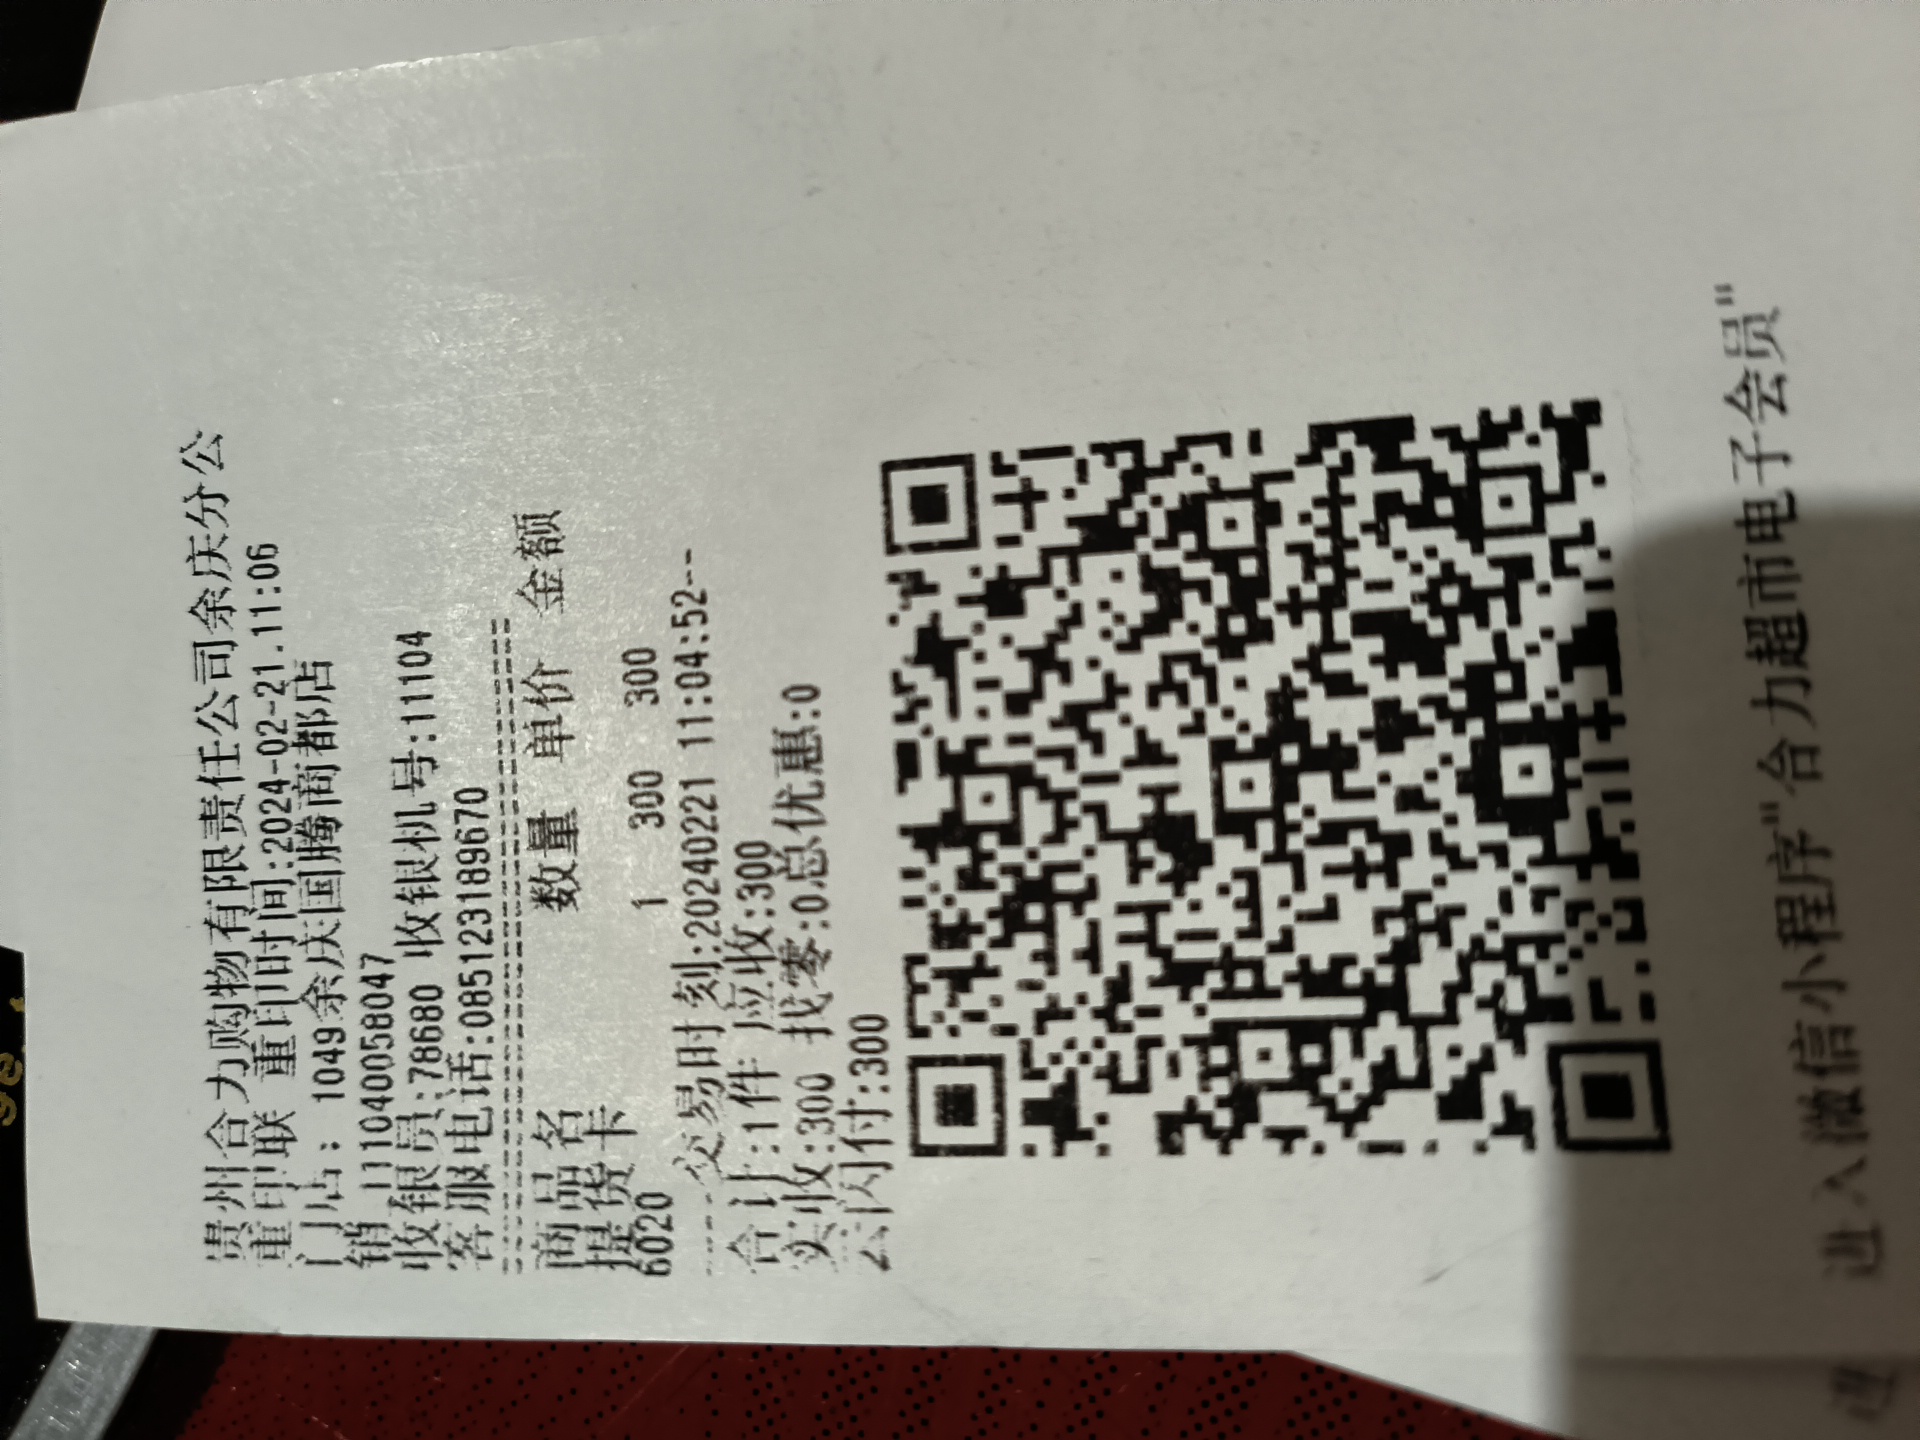 贵州合力购物有限责任公司余庆分公
重印联 重印时间:2024-02-21.11:06
门店: 1049余庆国腾商都店
销 111040058047
收银员:78680 收银机号:11104
客服电话:085123189670
商品名 数量 单价 金额
提货卡
6020 1 300 300
----交易时刻:20240221 11:04:52--
合计:1件 应收:300
实收:300 找零:0总优惠:0
云闪付:300
进入微信小程序"合力超市电子会员"
进